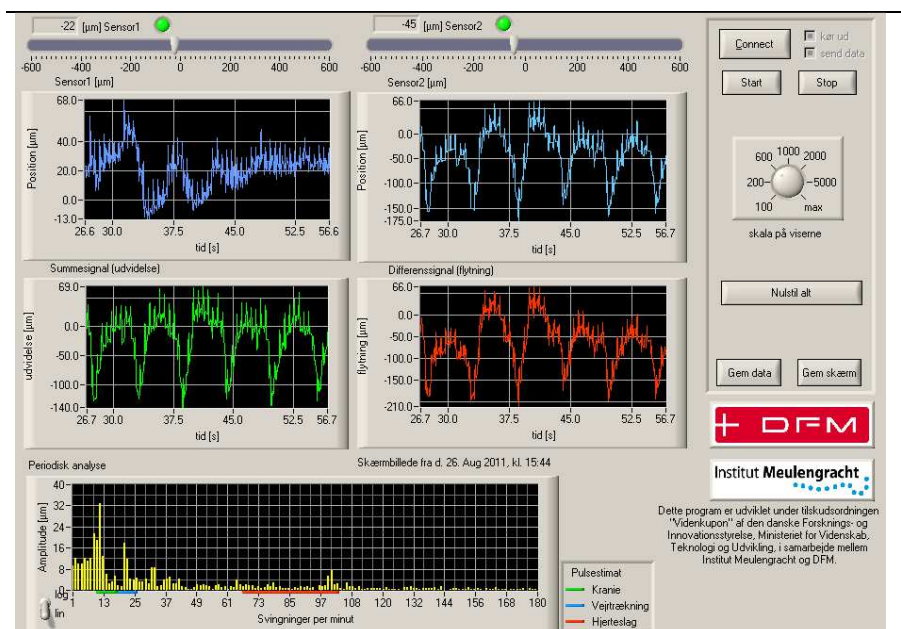 -22 [µm] Sensor1
-600 -400 -200 0 200 400 600
Sensor1 [µm]
-45 [µm] Sensor2
-600 -400 -200 0 200 400 600
Sensor2 [µm]
Connect
kør ud
send data
Start
Stop
68.0
40.0
20.0
0.0
-13.0
Position [µm]
26.6 30.0 37.5 45.0 52.5 56.6
tid [s]
66.0
0.0
-50.0
-100.0
-150.0
-175.0
Position [µm]
26.7 30.0 37.5 45.0 52.5 56.7
tid [s]
100
200
600
1000
2000
5000
max
skala på viserne
Summesignal (udvidelse)
69.0
0.0
-50.0
-100.0
-140.0
udvidelse [µm]
26.7 30.0 37.5 45.0 52.5 56.7
tid [s]
Differenssignal (flytning)
66.0
0.0
-50.0
-100.0
-150.0
-210.0
flytning [µm]
26.7 30.0 37.5 45.0 52.5 56.7
tid [s]
Nulstil alt
Gem data
Gem skærm
DFM
Institut Meulengracht
Dette program er udviklet under tilskudsordningen
"Videnkupon" af den danske Forsknings- og
Innovationsstyrelse, Ministeriet for Videnskab,
Teknologi og Udvikling, i samarbejde mellem
Institut Meulengracht og DFM.
Periodisk analyse
Skærmbillede fra d. 26. Aug 2011, kl. 15:44
40
32
24
16
8
0
Amplitude [µm]
log
lin
1 13 25 37 49 61 73 85 97 108 120 132 144 156 168 180
Svingninger per minut
Pulsestimat
Kranie
Vejrtrækning
Hjerteslag